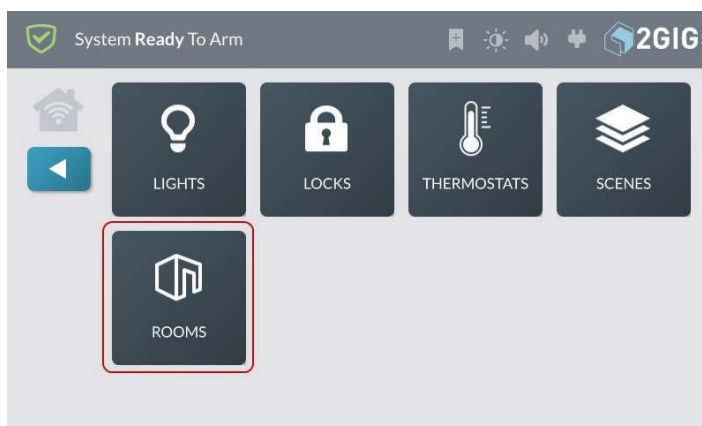 System Ready To Arm
2GIG
LIGHTS
LOCKS
THERMOSTATS
SCENES
ROOMS